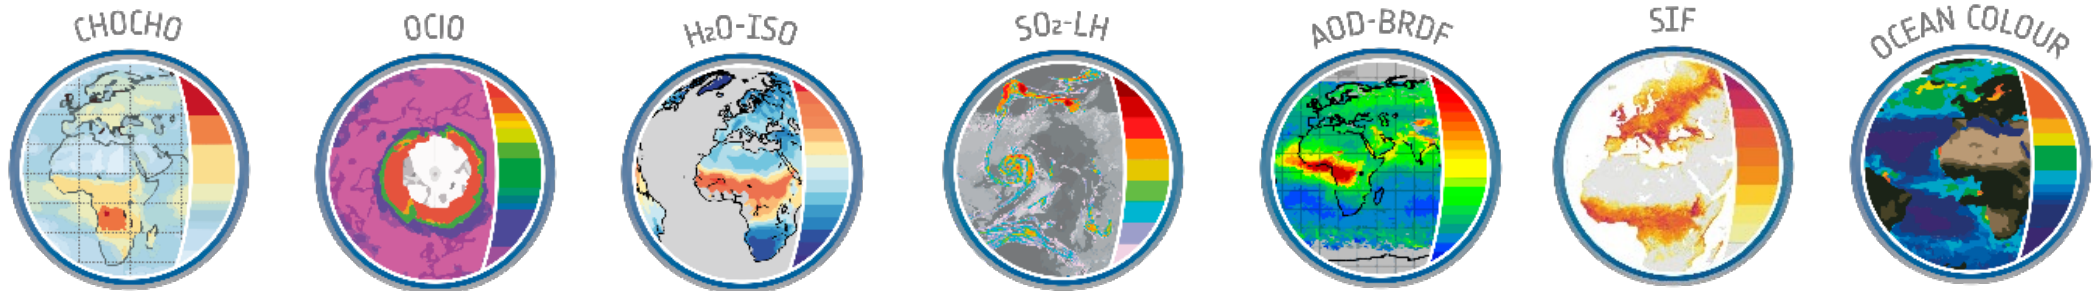 CHOCHO
OClO
H₂O-ISO
SO₂-LH
AOD-BRDF
SIF
OCEAN COLOUR